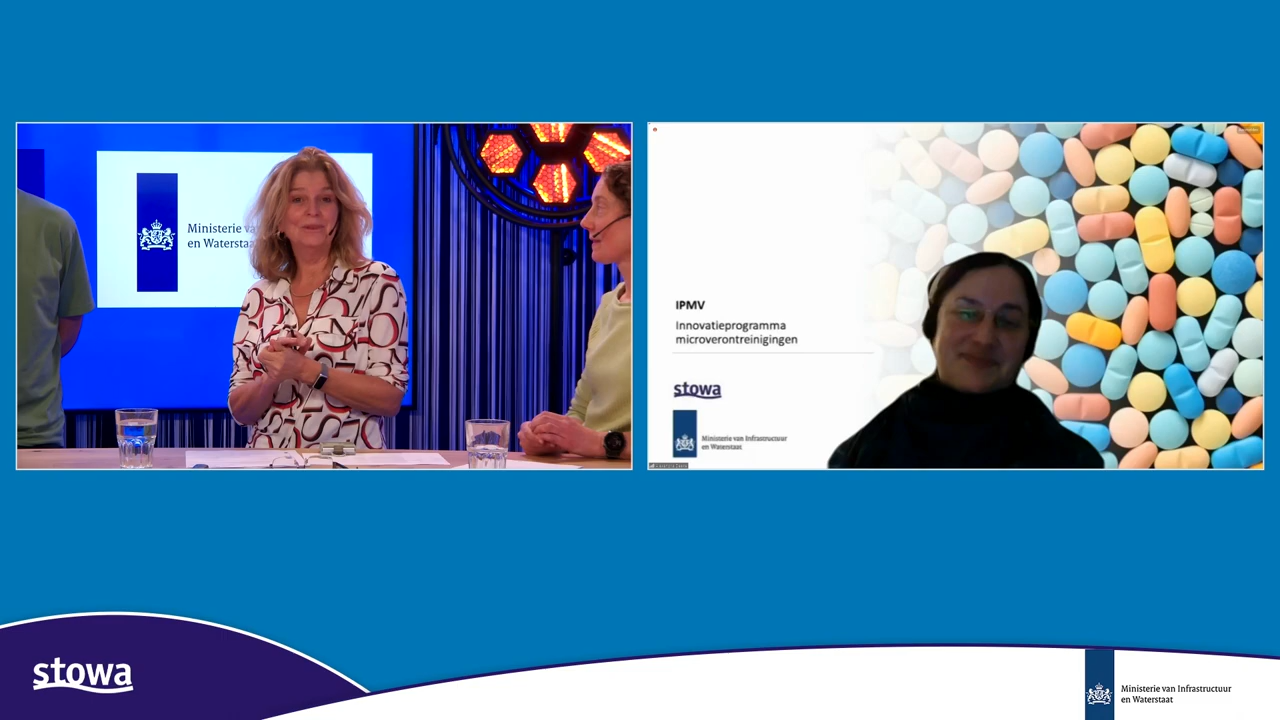 Ministerie va
en Waterstaa
IPMV
Innovatieprogramma
microverontreinigingen
stowa
Ministerie van Infrastructuur
en Waterstaat
stowa
Ministerie van Infrastructuur
en Waterstaat